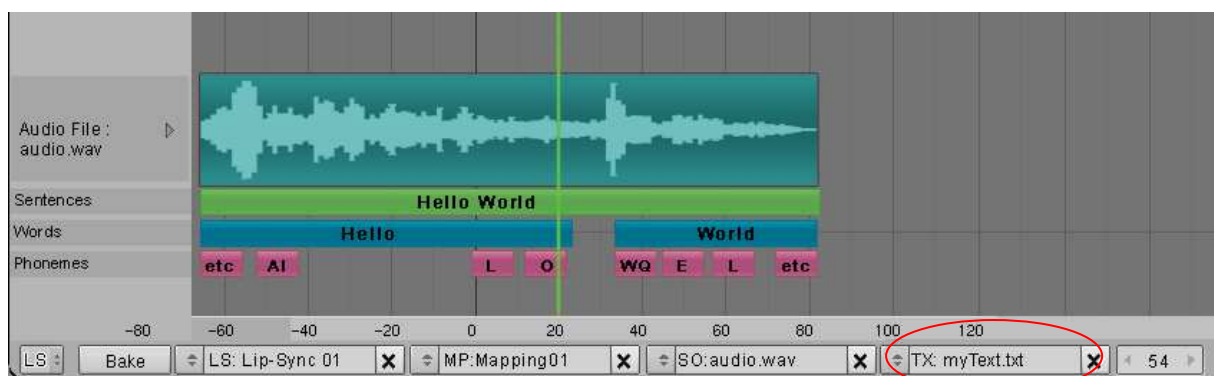 Audio File :
audio.wav
Sentences
Hello World
Words
Hello World
Phonemes
etc AI L O WQ E L etc
-80 -60 -40 -20 0 20 40 60 80 100 120
LS Bake LS: Lip-Sync 01 MP:Mapping01 SO:audio.wav TX: myText.txt 54